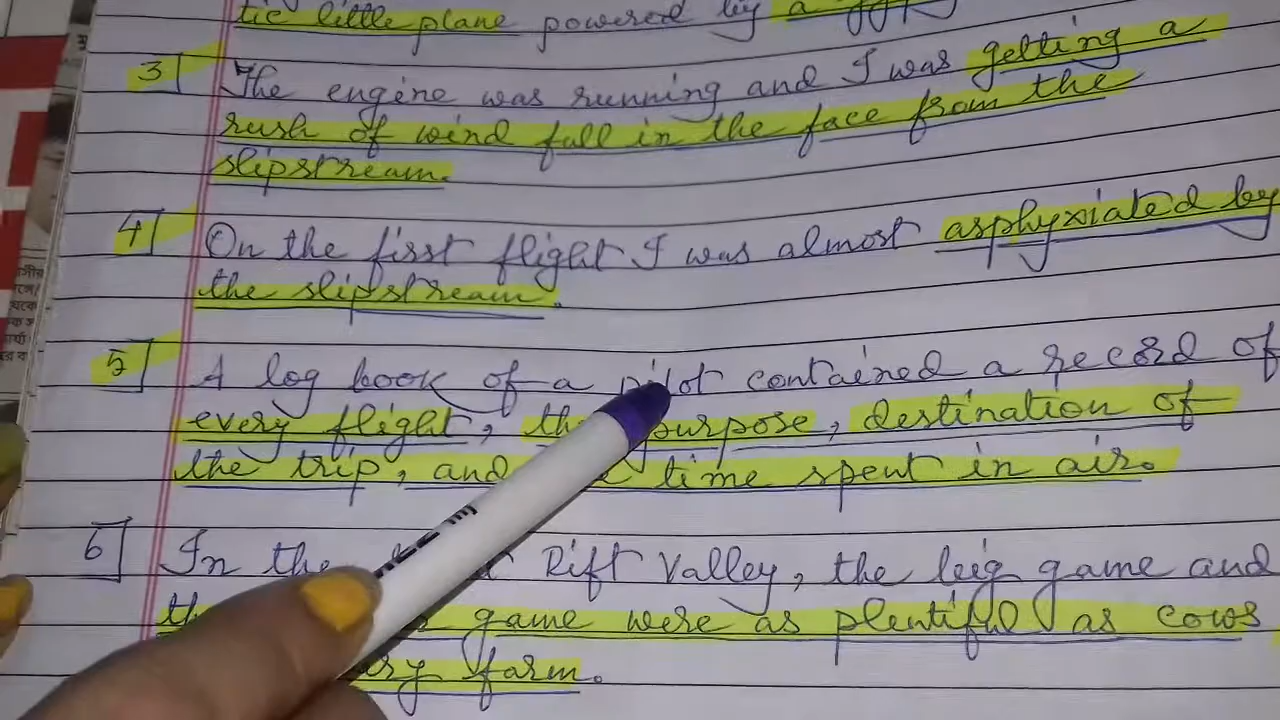 tic little plane powered by a
3 The engine was running and I was getting a
rush of wind full in the face from the
slipstream.
4 On the first flight I was almost asphyxiated by
the slipstream.
5 A log book of a pilot contained a record of
every flight, the purpose, destination of
the trip, and time spent in air.
6 In the Rift Valley, the big game and
game were as plentiful as cows
farm.